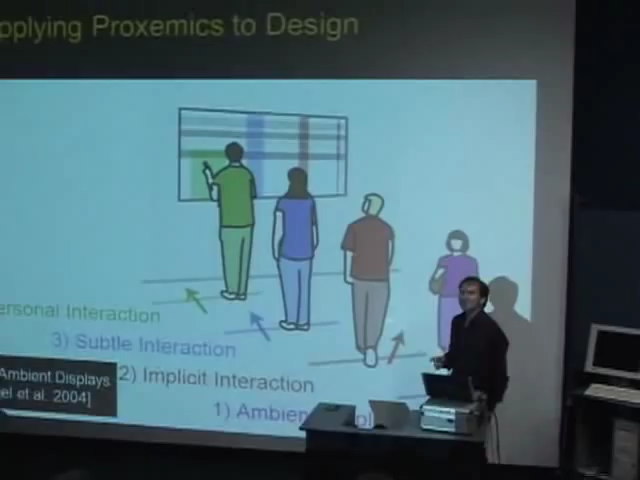 pplying Proxemics to Design
ersonal Interaction
3) Subtle Interaction
2) Implicit Interaction
1) Ambien
Ambient Displays
el et al. 2004]